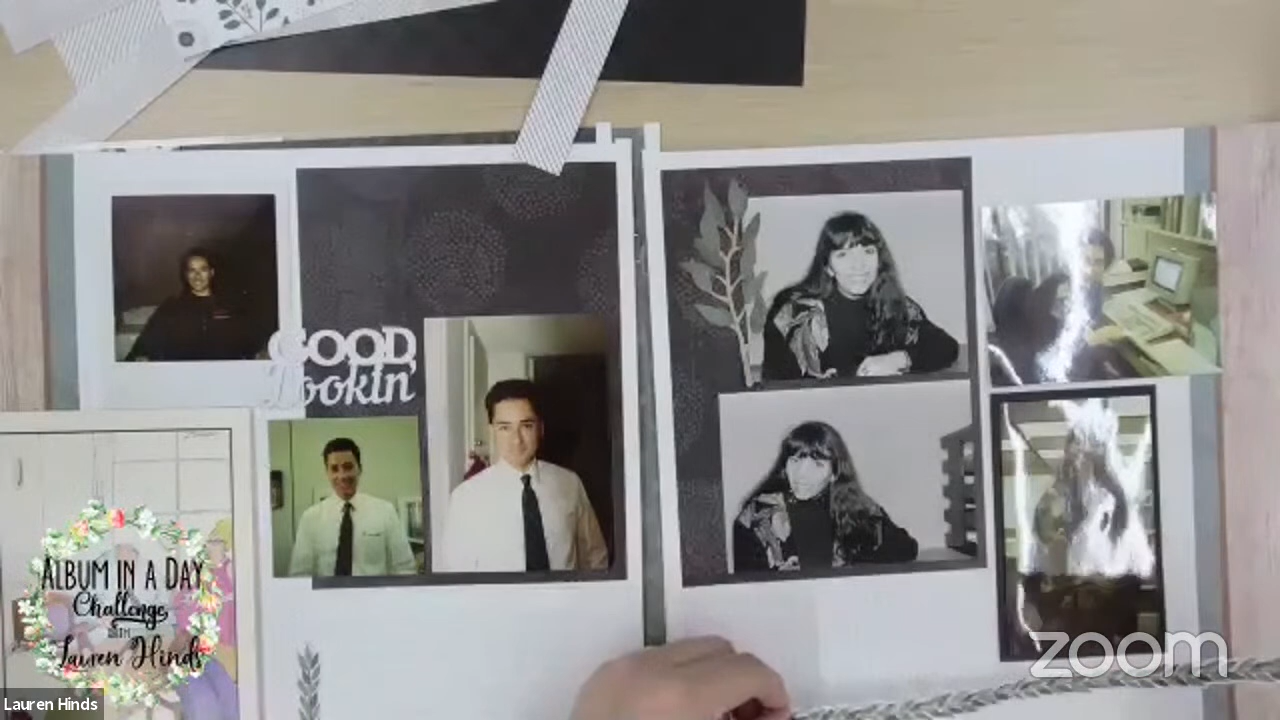 GOOD
Lookin'
ALBUM IN A DAY
Challenge
WITH
Lauren Hinds
zoom
Lauren Hinds